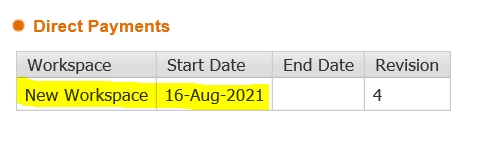 Direct Payments
Workspace Start Date End Date Revision
New Workspace 16-Aug-2021 4